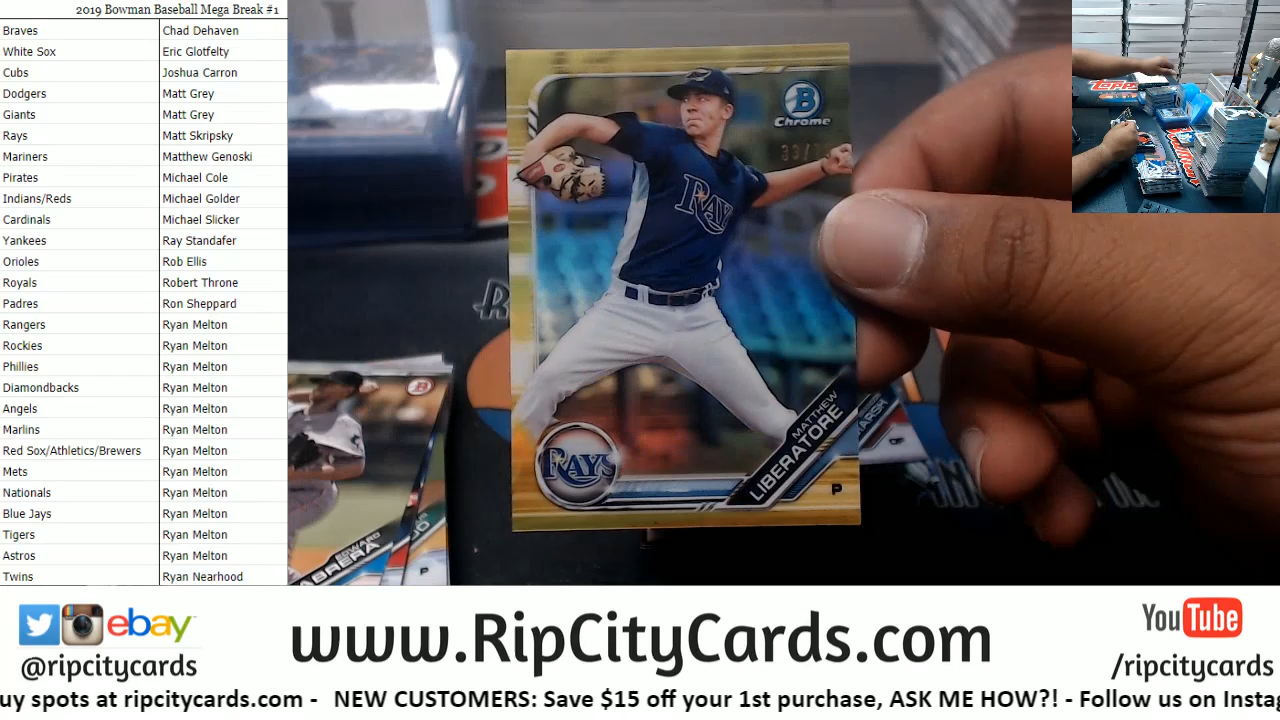 2019 Bowman Baseball Mega Break #1
Braves Chad Dehaven
White Sox Eric Glotfelty
Cubs Joshua Carron
Dodgers Matt Grey
Giants Matt Grey
Rays Matt Skripsky
Mariners Matthew Genoski
Pirates Michael Cole
Indians/Reds Michael Golder
Cardinals Michael Slicker
Yankees Ray Standafer
Orioles Rob Ellis
Royals Robert Throne
Padres Ron Sheppard
Rangers Ryan Melton
Rockies Ryan Melton
Phillies Ryan Melton
Diamondbacks Ryan Melton
Angels Ryan Melton
Marlins Ryan Melton
Red Sox/Athletics/Brewers Ryan Melton
Mets Ryan Melton
Nationals Ryan Melton
Blue Jays Ryan Melton
Tigers Ryan Melton
Astros Ryan Melton
Twins Ryan Nearhood
B
Chrome
RAYS
RAYS
MATTHEW
LIBERATORE
P
B
EDWARD
ABRERA
P
Topps
ebay
@ripcitycards
www.RipCityCards.com
YouTube
/ripcitycards
uy spots at ripcitycards.com - NEW CUSTOMERS: Save $15 off your 1st purchase, ASK ME HOW?! - Follow us on Instag